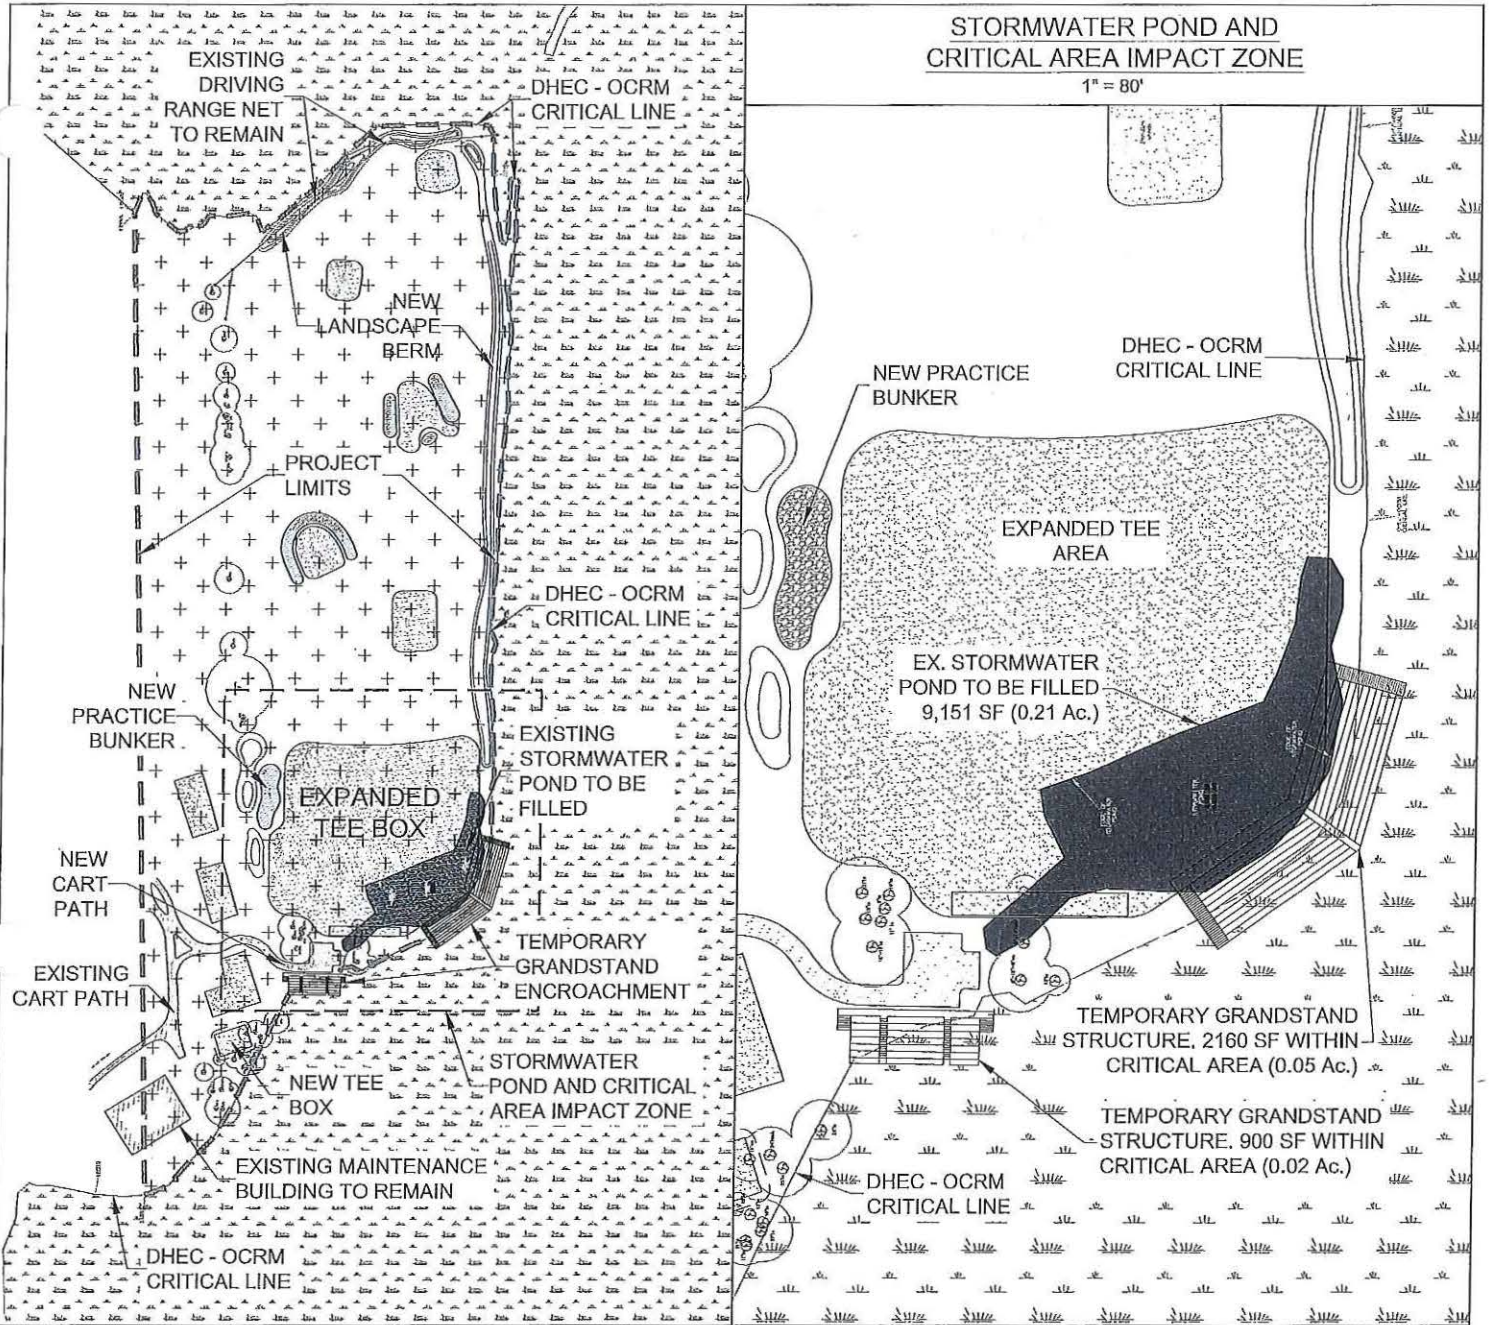 EXISTING
DRIVING
RANGE NET
TO REMAIN
DHEC - OCRM
CRITICAL LINE
NEW
LANDSCAPE
BERM
PROJECT
LIMITS
DHEC - OCRM
CRITICAL LINE
NEW
PRACTICE
BUNKER
EXPANDED
TEE BOX
EXISTING
STORMWATER
POND TO BE
FILLED
NEW
CART
PATH
EXISTING
CART PATH
TEMPORARY
GRANDSTAND
ENCROACHMENT
NEW TEE
BOX
STORMWATER
POND AND CRITICAL
AREA IMPACT ZONE
EXISTING MAINTENANCE
BUILDING TO REMAIN
DHEC - OCRM
CRITICAL LINE
STORMWATER POND AND
CRITICAL AREA IMPACT ZONE
1" = 80'
DHEC - OCRM
CRITICAL LINE
NEW PRACTICE
BUNKER
EXPANDED TEE
AREA
EX. STORMWATER
POND TO BE FILLED
9,151 SF (0.21 Ac.)
TEMPORARY GRANDSTAND
STRUCTURE, 2160 SF WITHIN
CRITICAL AREA (0.05 Ac.)
TEMPORARY GRANDSTAND
STRUCTURE. 900 SF WITHIN
CRITICAL AREA (0.02 Ac.)
DHEC - OCRM
CRITICAL LINE